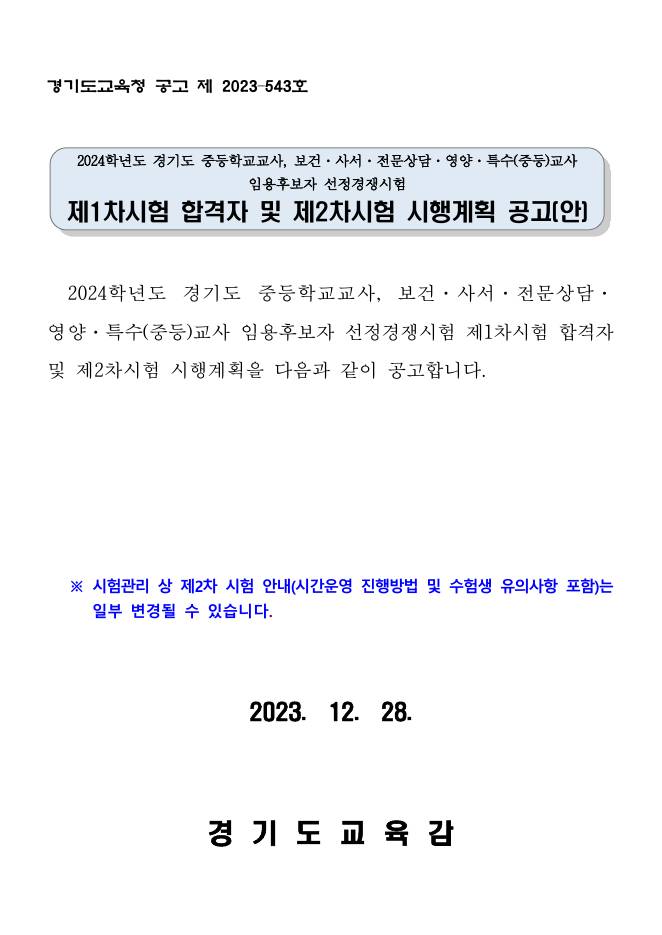 경기도교육청 공고 제 2023-543호
2024학년도 경기도 중등학교교사, 보건·사서·전문상담·영양·특수(중등)교사
임용후보자 선정경쟁시험
제1차시험 합격자 및 제2차시험 시행계획 공고(안)
2024학년도 경기도 중등학교교사, 보건·사서·전문상담·
영양·특수(중등)교사 임용후보자 선정경쟁시험 제1차시험 합격자
및 제2차시험 시행계획을 다음과 같이 공고합니다.
※ 시험관리 상 제2차 시험 안내(시간운영 진행방법 및 수험생 유의사항 포함)는
일부 변경될 수 있습니다.
2023. 12. 28.
경 기 도 교 육 감